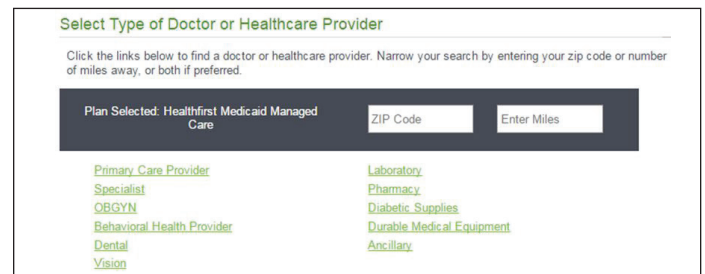 Select Type of Doctor or Healthcare Provider
Click the links below to find a doctor or healthcare provider. Narrow your search by entering your zip code or number
of miles away, or both if preferred.
Plan Selected: Healthfirst Medicaid Managed
Care
ZIP Code
Enter Miles
Primary Care Provider
Specialist
OBGYN
Behavioral Health Provider
Dental
Vision
Laboratory
Pharmacy
Diabetic Supplies
Durable Medical Equipment
Ancillary